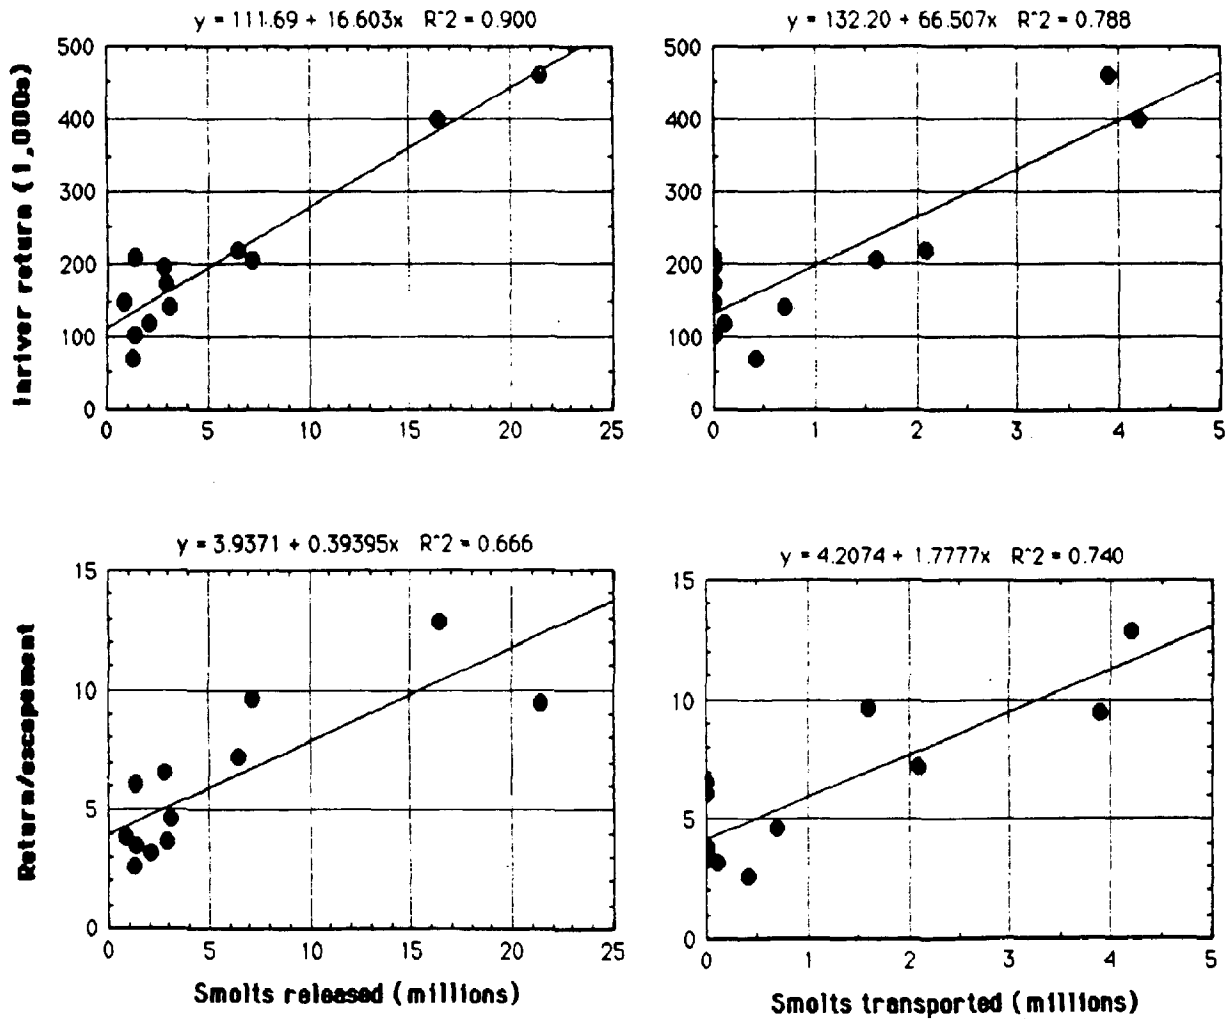 y = 111.69 + 16.603x R^2 = 0.900
500
400
300
200
100
0
0 5 10 15 20 25
Inriver return (1,000s)
y = 132.20 + 66.507x R^2 = 0.788
500
400
300
200
100
0
0 1 2 3 4 5
y = 3.9371 + 0.39395x R^2 = 0.666
15
10
5
0
0 5 10 15 20 25
Return/escapement
Smolts released (millions)
y = 4.2074 + 1.7777x R^2 = 0.740
15
10
5
0
0 1 2 3 4 5
Smolts transported (millions)